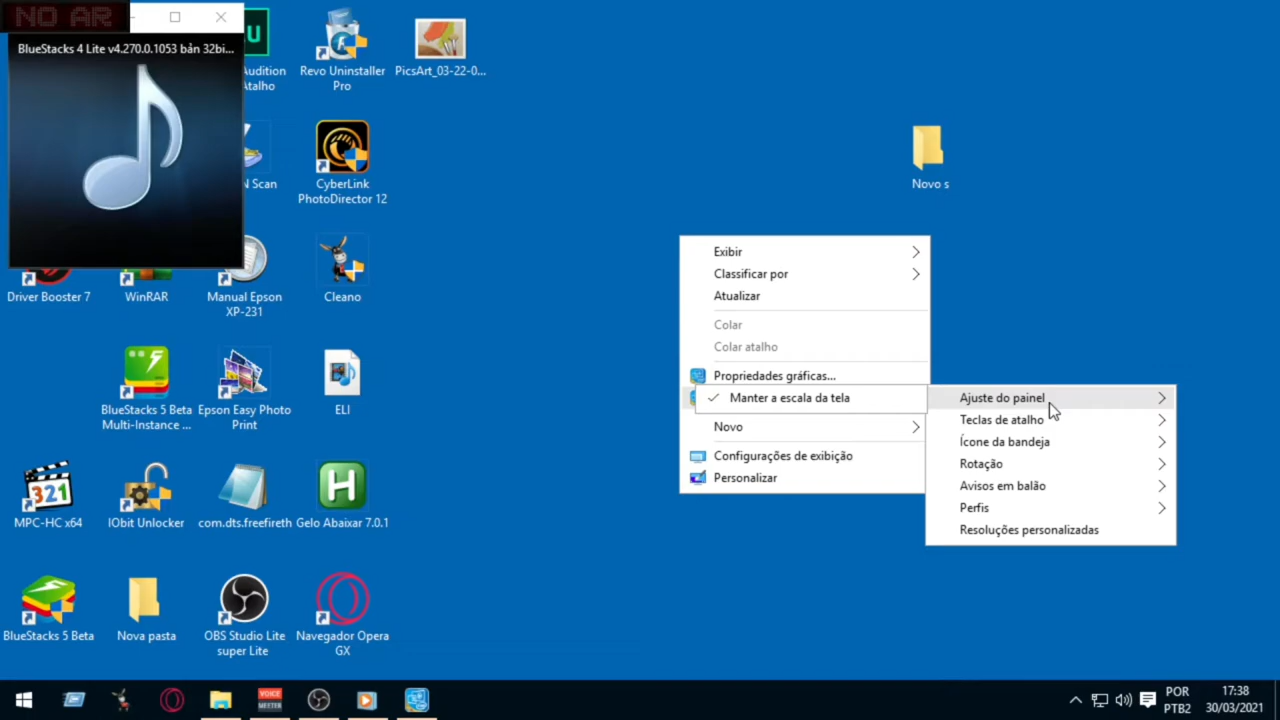 NO AR
BlueStacks 4 Lite v4.270.0.1053 bản 32bi...
Audition
Atalho
Revo Uninstaller
Pro
PicsArt_03-22-0...
N Scan
CyberLink
PhotoDirector 12
Novo s
Driver Booster 7
WinRAR
Manual Epson
XP-231
Cleano
BlueStacks 5 Beta
Multi-Instance ...
Epson Easy Photo
Print
ELI
MPC-HC x64
IObit Unlocker
com.dts.freefireth
Gelo Abaixar 7.0.1
BlueStacks 5 Beta
Nova pasta
OBS Studio Lite
super Lite
Navegador Opera
GX
Exibir
Classificar por
Atualizar
Colar
Colar atalho
Propriedades gráficas...
Manter a escala da tela
Novo
Configurações de exibição
Personalizar
Ajuste do painel
Teclas de atalho
Ícone da bandeja
Rotação
Avisos em balão
Perfis
Resoluções personalizadas
321
H
VOICE
MEETER
POR
PTB2
17:38
30/03/2021